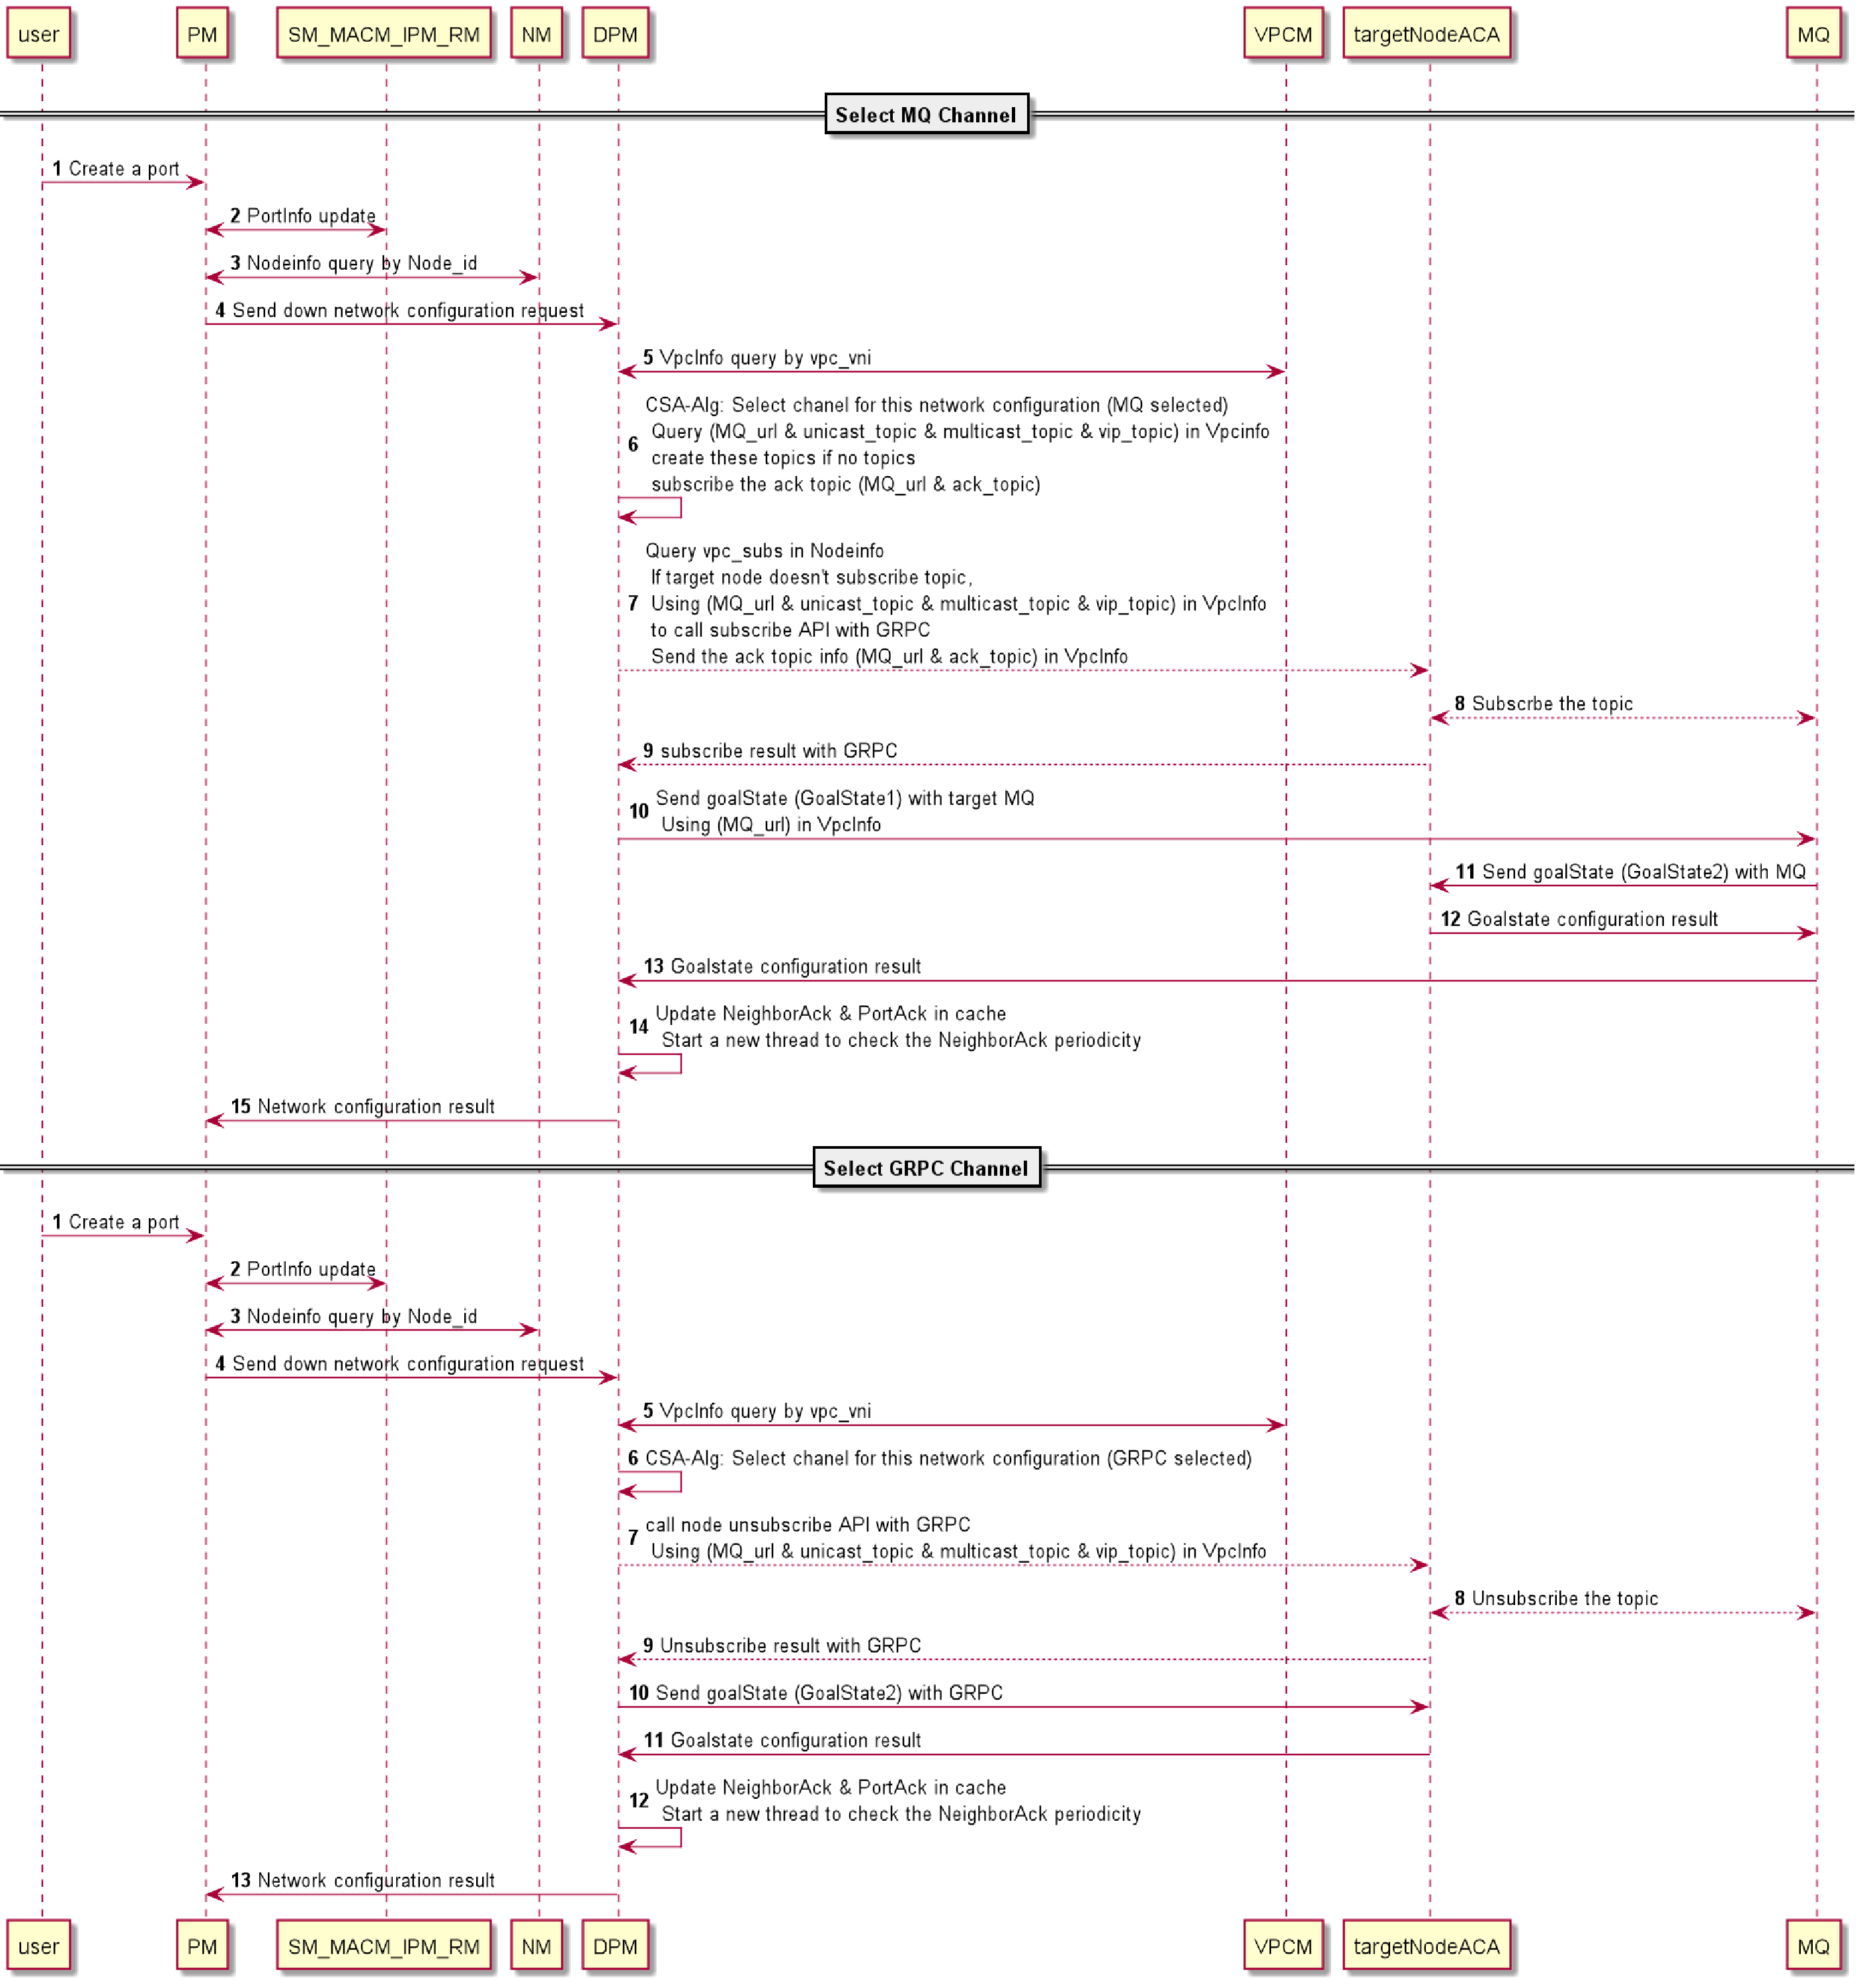 user PM SM_MACM_IPM_RM NM DPM VPCM targetNodeACA MQ
Select MQ Channel
1 Create a port
2 PortInfo update
3 Nodeinfo query by Node_id
4 Send down network configuration request
5 VpcInfo query by vpc_vni
CSA-Alg: Select chanel for this network configuration (MQ selected)
6 Query (MQ_url & unicast_topic & multicast_topic & vip_topic) in Vpcinfo
create these topics if no topics
subscribe the ack topic (MQ_url & ack_topic)
Query vpc_subs in Nodeinfo
If target node doesn't subscribe topic,
7 Using (MQ_url & unicast_topic & multicast_topic & vip_topic) in VpcInfo
to call subscribe API with GRPC
Send the ack topic info (MQ_url & ack_topic) in VpcInfo
8 Subscrbe the topic
9 subscribe result with GRPC
10 Send goalState (GoalState1) with target MQ
Using (MQ_url) in VpcInfo
11 Send goalState (GoalState2) with MQ
12 Goalstate configuration result
13 Goalstate configuration result
14 Update NeighborAck & PortAck in cache
Start a new thread to check the NeighborAck periodicity
15 Network configuration result
Select GRPC Channel
1 Create a port
2 PortInfo update
3 Nodeinfo query by Node_id
4 Send down network configuration request
5 VpcInfo query by vpc_vni
6 CSA-Alg: Select chanel for this network configuration (GRPC selected)
7 call node unsubscribe API with GRPC
Using (MQ_url & unicast_topic & multicast_topic & vip_topic) in VpcInfo
8 Unsubscribe the topic
9 Unsubscribe result with GRPC
10 Send goalState (GoalState2) with GRPC
11 Goalstate configuration result
12 Update NeighborAck & PortAck in cache
Start a new thread to check the NeighborAck periodicity
13 Network configuration result
user PM SM_MACM_IPM_RM NM DPM VPCM targetNodeACA MQ